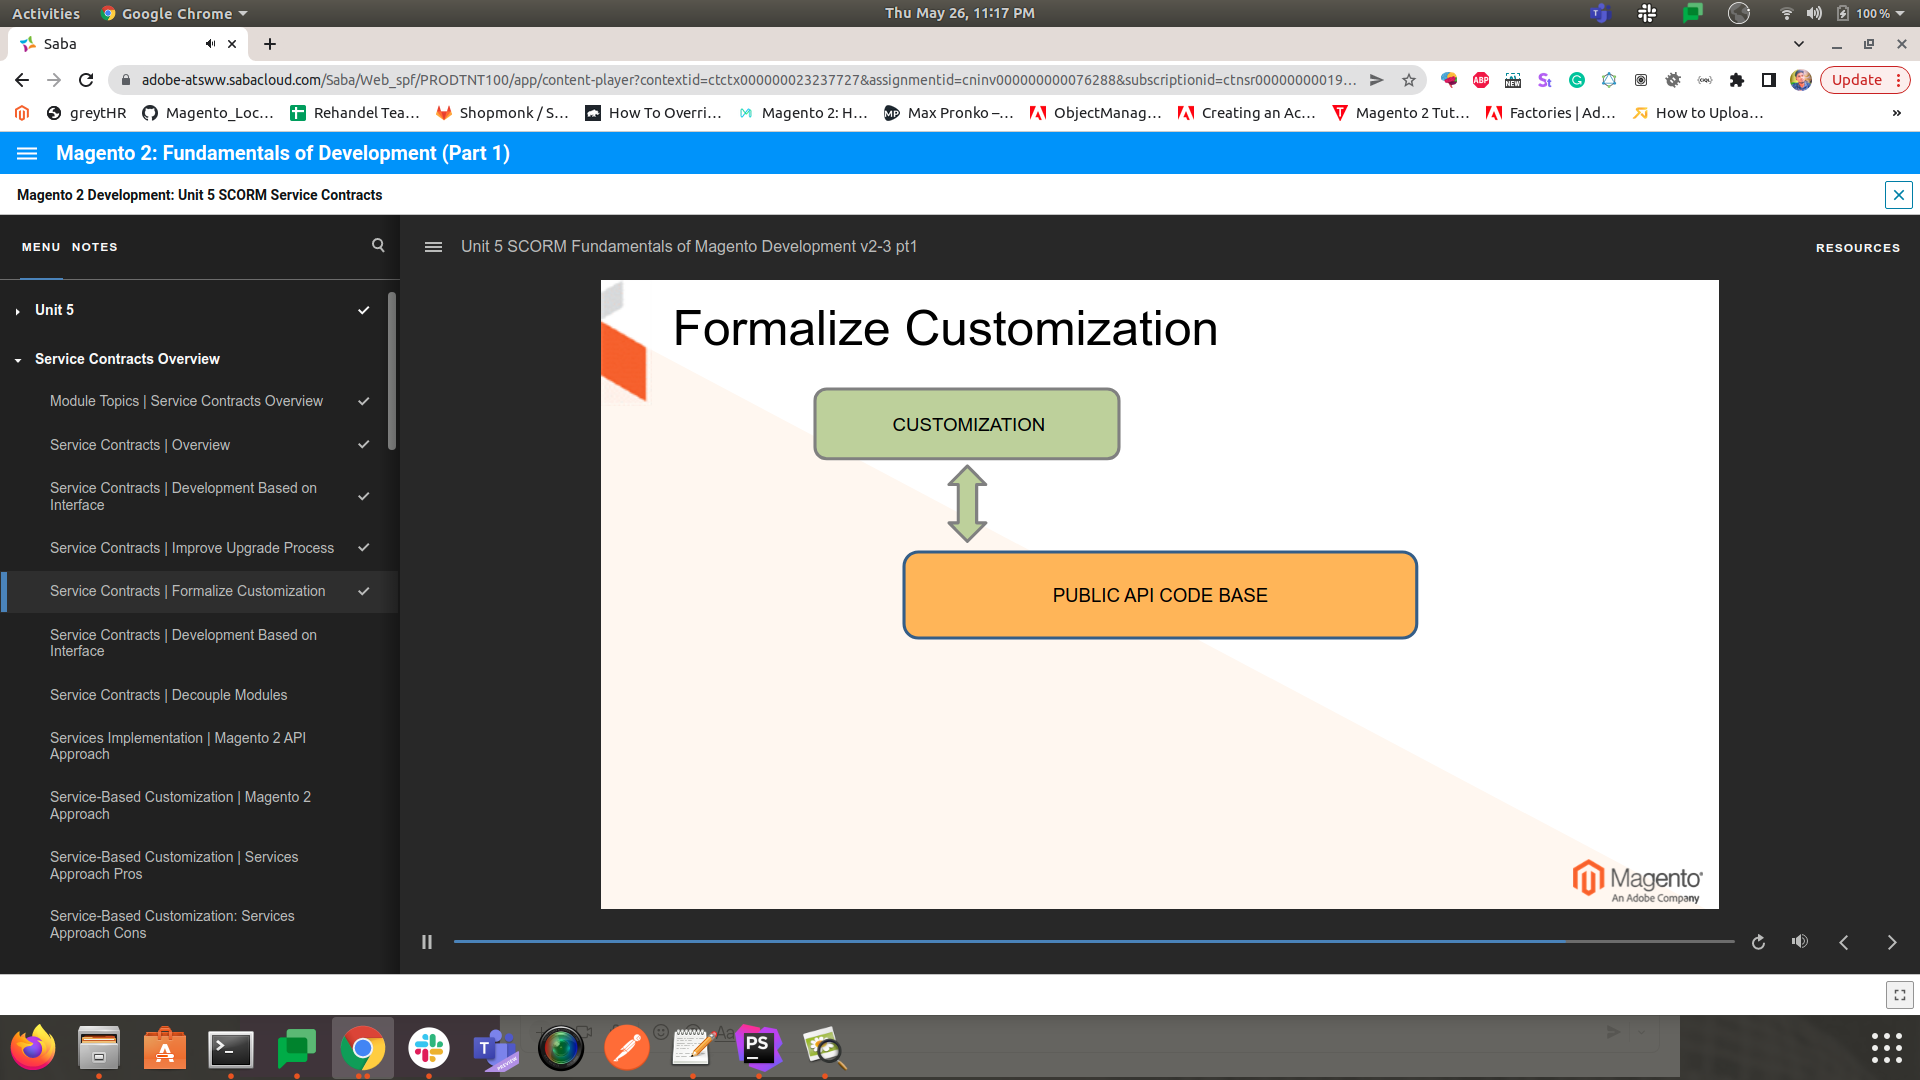 Activities Google Chrome Thu May 26, 11:17 PM 100 %
Saba
adobe-atsww.sabacloud.com/Saba/Web_spf/PRODTNT100/app/content-player?contextid=ctctx000000023237727&assignmentid=cninv000000000076288&subscriptionid=ctnsr00000000019… ABP NEW St Update
greytHR Magento_Loc… Rehandel Tea… Shopmonk / S… How To Overri… Magento 2: H… MP Max Pronko –… ObjectManag… Creating an Ac… Magento 2 Tut… Factories | Ad… How to Uploa… »
Magento 2: Fundamentals of Development (Part 1)
Magento 2 Development: Unit 5 SCORM Service Contracts
MENU NOTES
Unit 5 SCORM Fundamentals of Magento Development v2-3 pt1
RESOURCES
Unit 5
Service Contracts Overview
Module Topics | Service Contracts Overview
Service Contracts | Overview
Service Contracts | Development Based on
Interface
Service Contracts | Improve Upgrade Process
Service Contracts | Formalize Customization
Service Contracts | Development Based on
Interface
Service Contracts | Decouple Modules
Services Implementation | Magento 2 API
Approach
Service-Based Customization | Magento 2
Approach
Service-Based Customization | Services
Approach Pros
Service-Based Customization: Services
Approach Cons
Formalize Customization
CUSTOMIZATION
PUBLIC API CODE BASE
Magento
An Adobe Company
T PREVIEW Aa PS